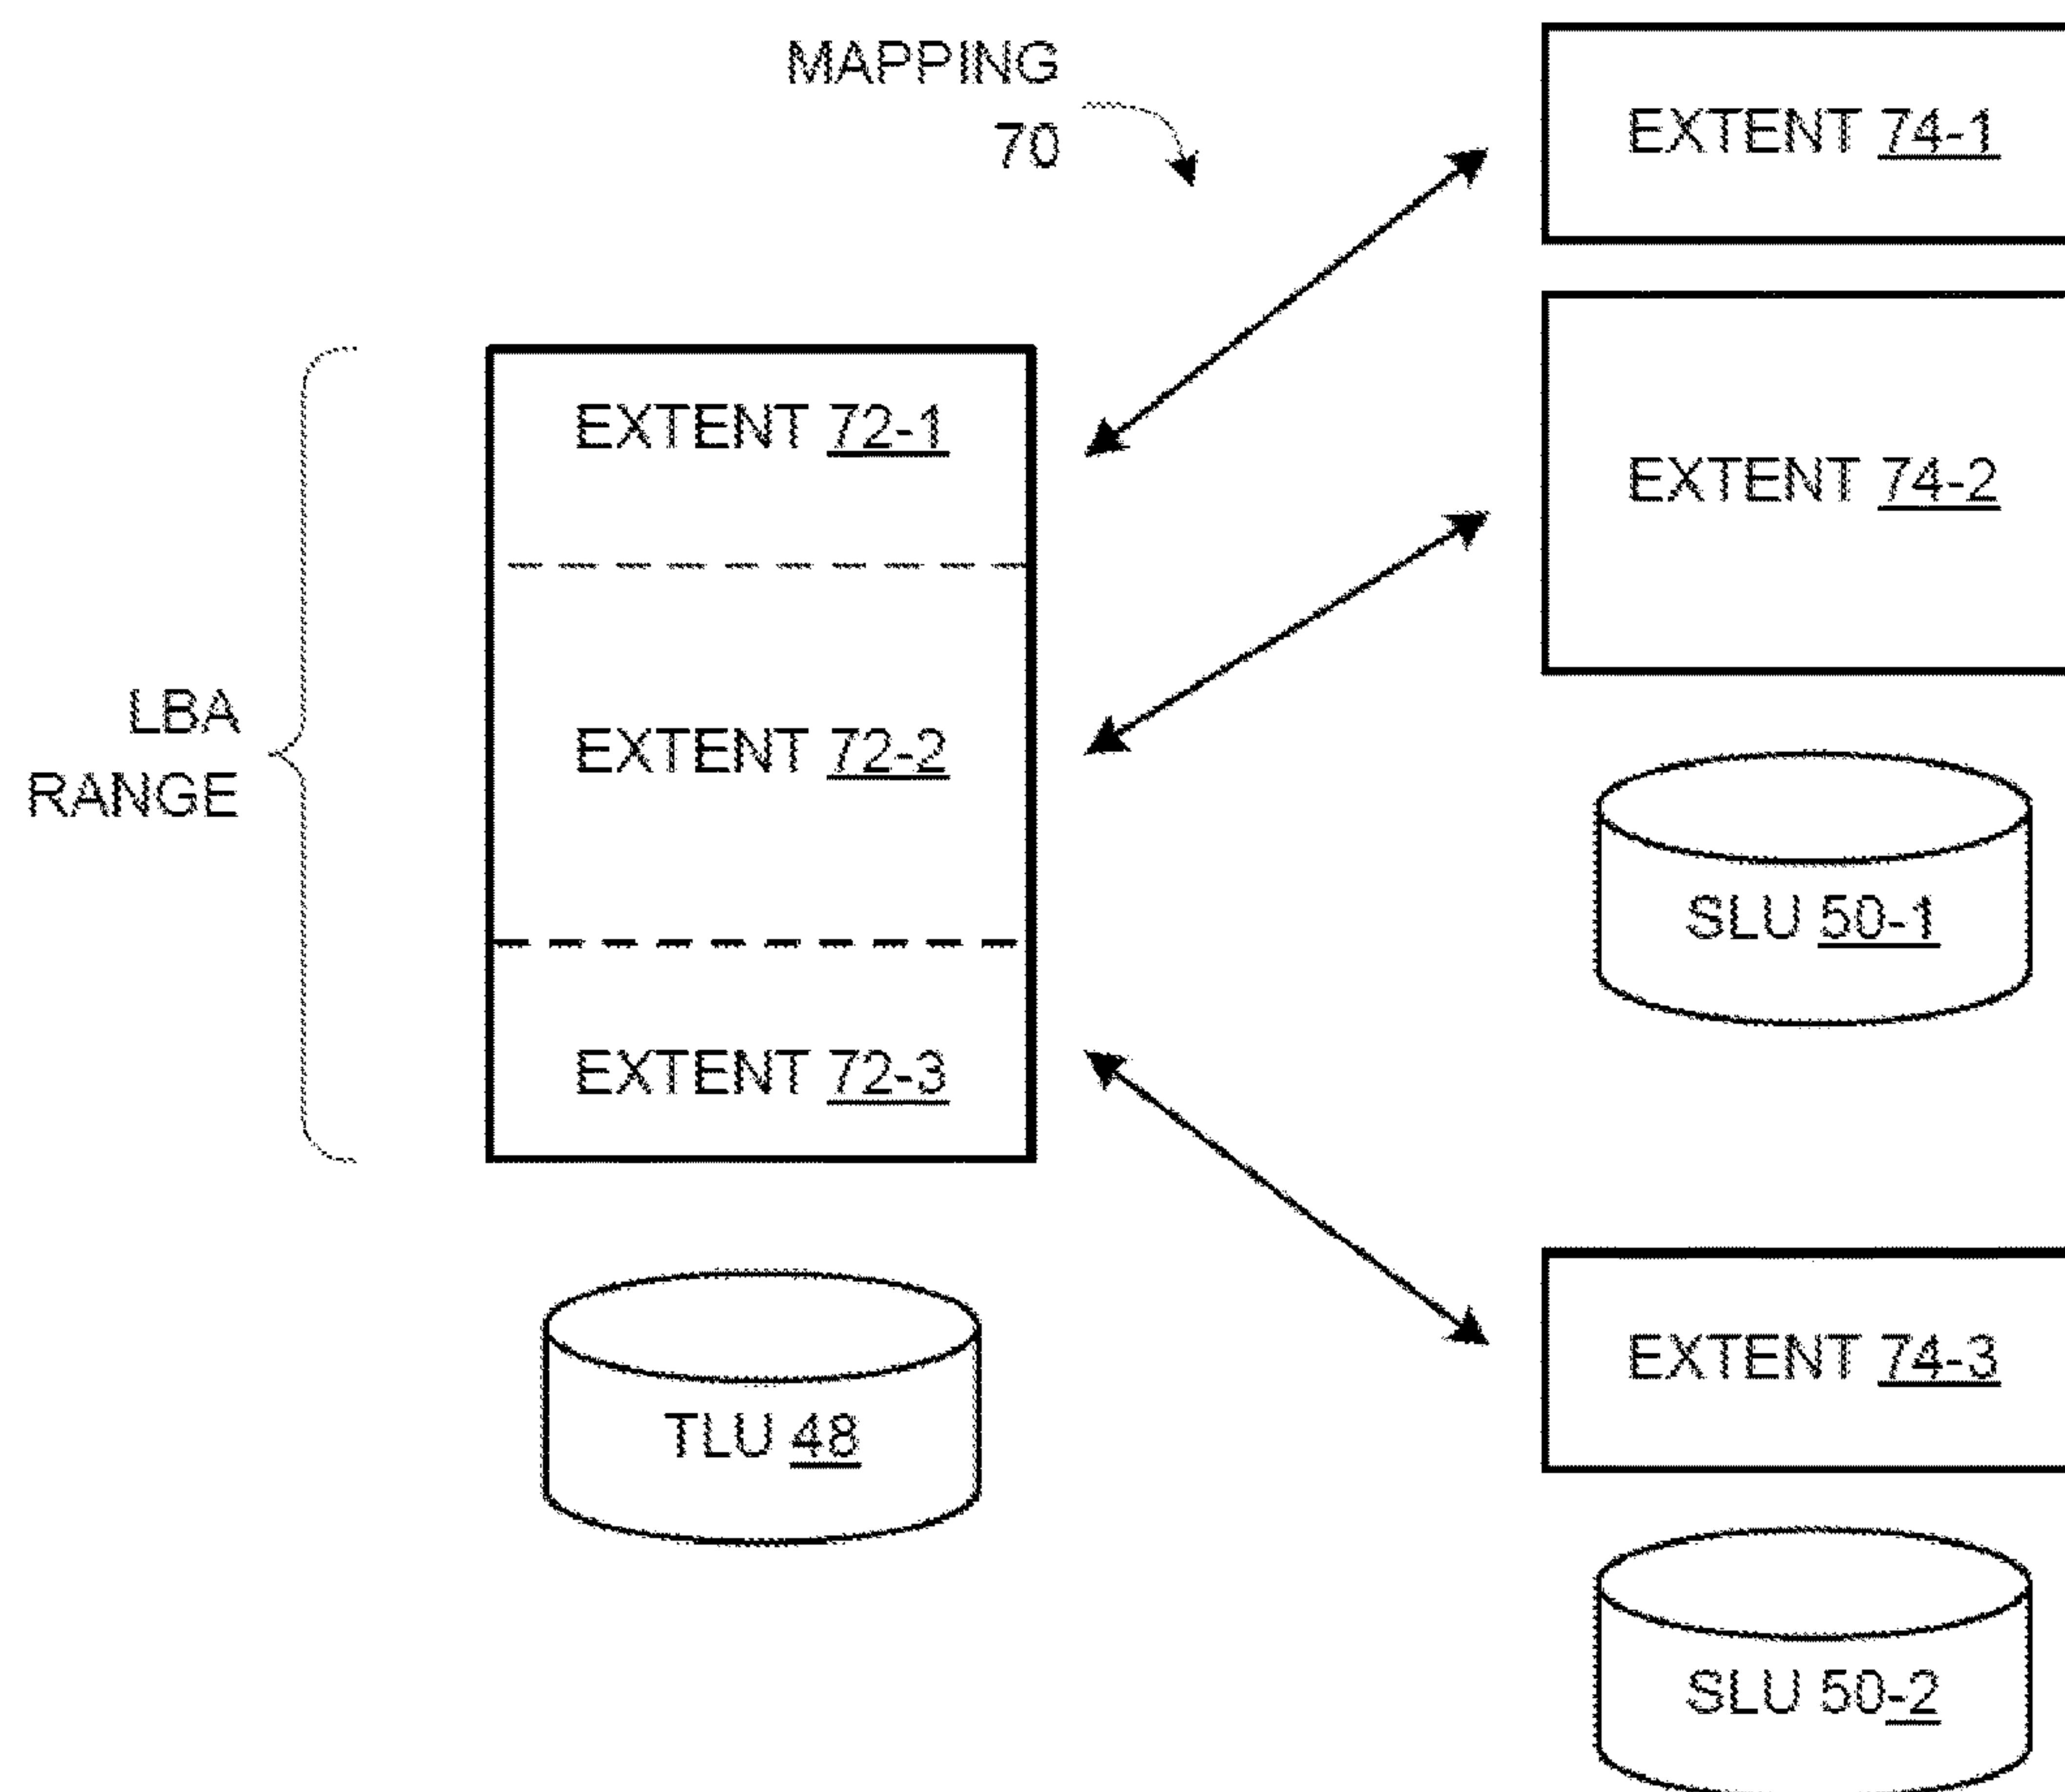 MAPPING
70
EXTENT 74-1
EXTENT 72-1
EXTENT 74-2
LBA
RANGE
EXTENT 72-2
SLU 50-1
EXTENT 72-3
EXTENT 74-3
TLU 48
SLU 50-2